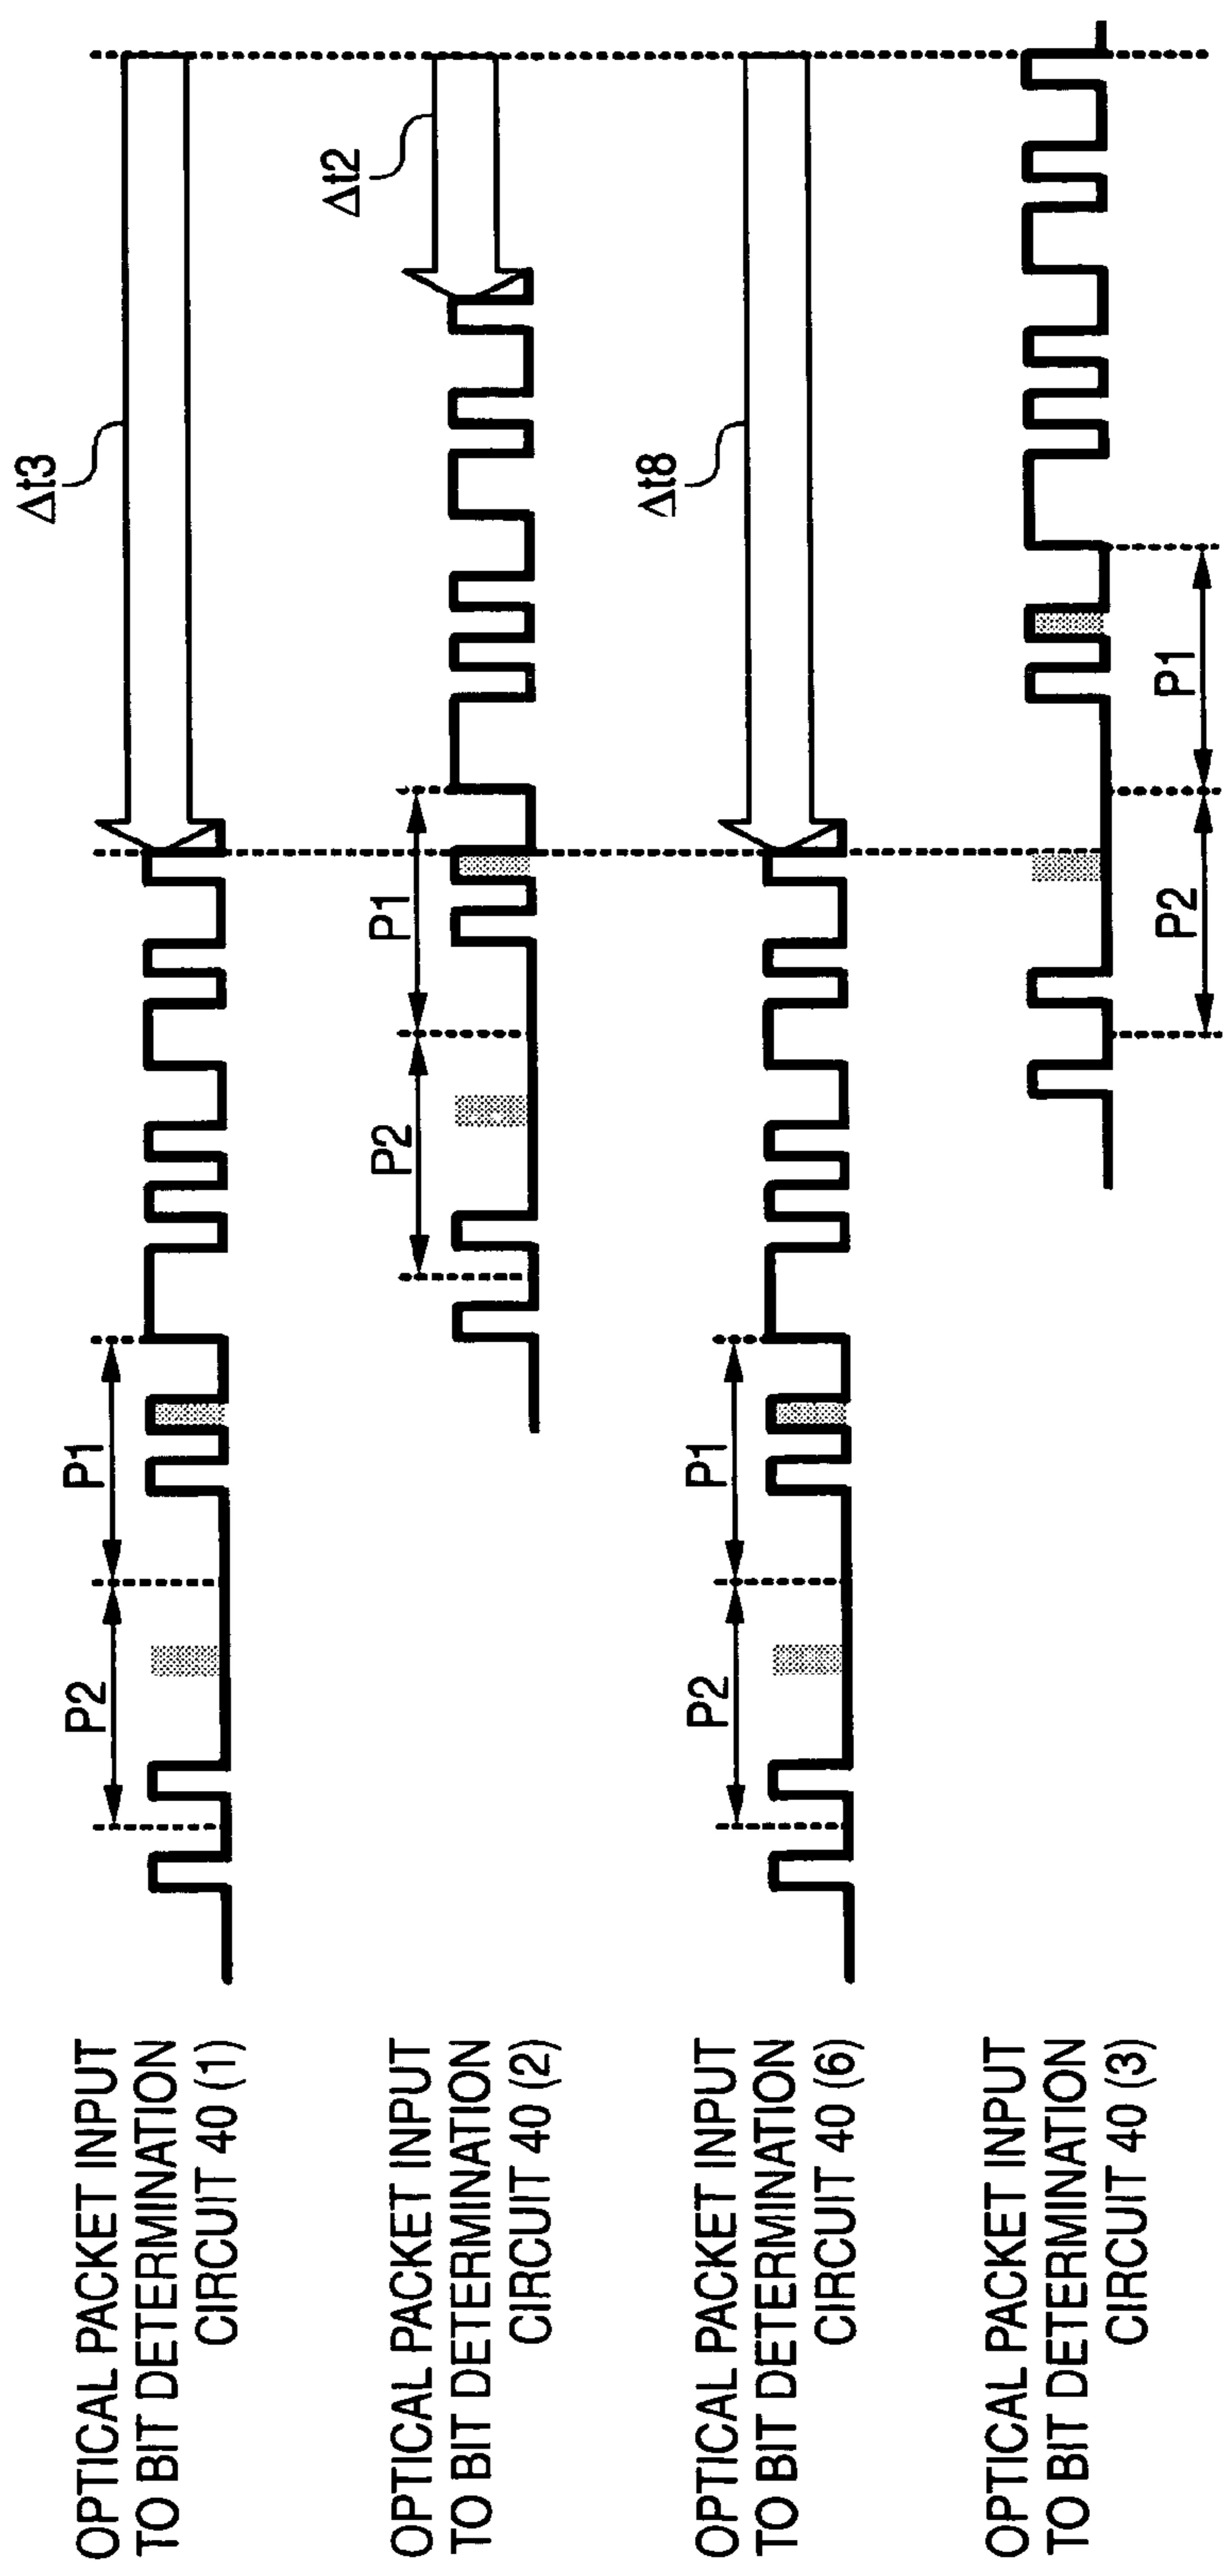 OPTICAL PACKET INPUT
TO BIT DETERMINATION
CIRCUIT 40 (1)
P2
P1
Δt3
OPTICAL PACKET INPUT
TO BIT DETERMINATION
CIRCUIT 40 (2)
P2
P1
Δt2
OPTICAL PACKET INPUT
TO BIT DETERMINATION
CIRCUIT 40 (6)
P2
P1
Δt8
OPTICAL PACKET INPUT
TO BIT DETERMINATION
CIRCUIT 40 (3)
P2
P1